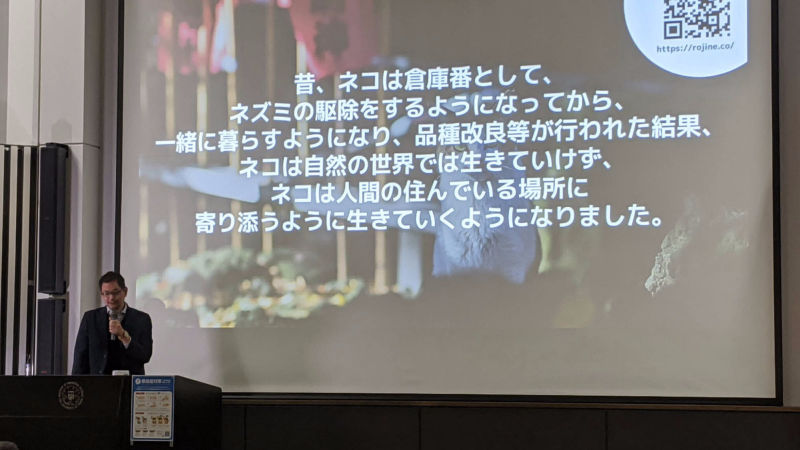 https://rojine.co/
昔、ネコは倉庫番として、
ネズミの駆除をするようになってから、
一緒に暮らすようになり、品種改良等が行われた結果、
ネコは自然の世界では生きていけず、
ネコは人間の住んでいる場所に
寄り添うように生きていくようになりました。